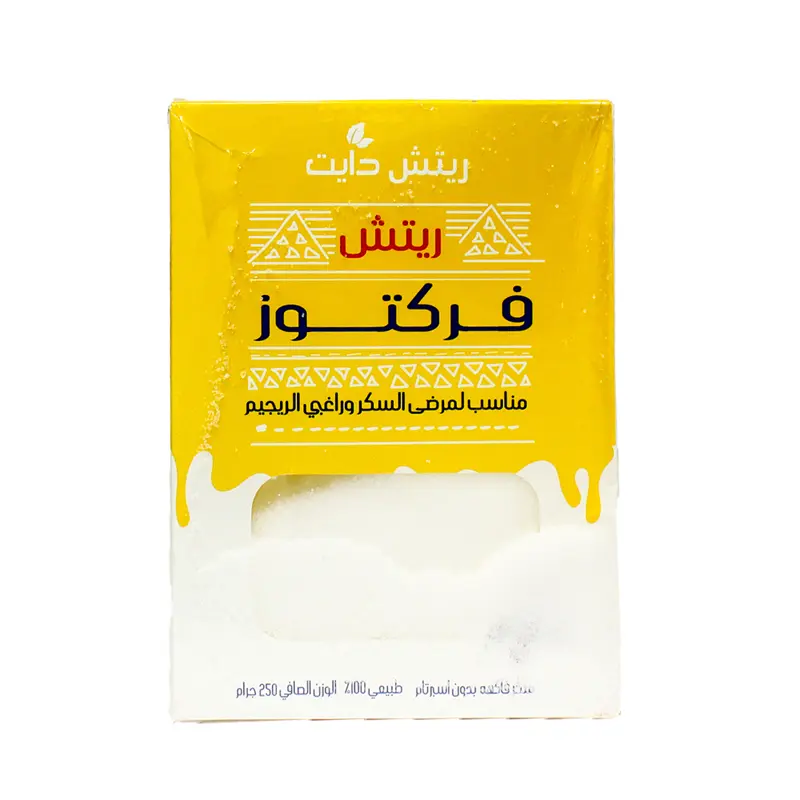 ريتش دايت
ريتش
فركتوز
مناسب لمرضى السكر وراغبي الريجيم
بدون أسبرتام طبيعي 100٪ الوزن الصافي 250 جرام